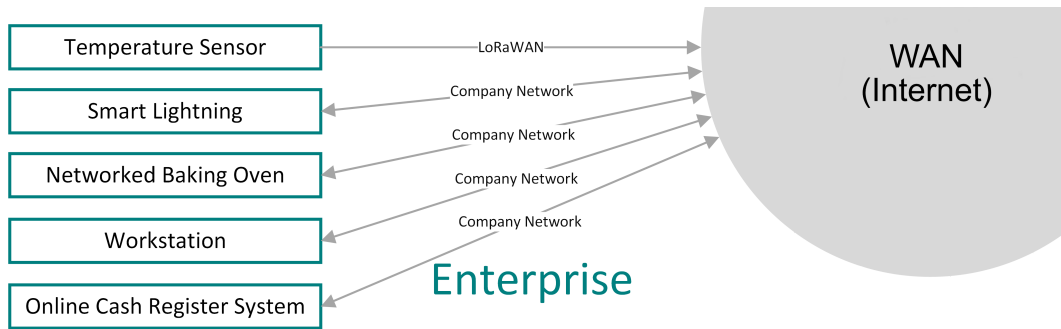 Temperature Sensor
LoRaWAN
WAN
(Internet)
Smart Lightning
Company Network
Networked Baking Oven
Company Network
Workstation
Company Network
Online Cash Register System
Company Network
Enterprise